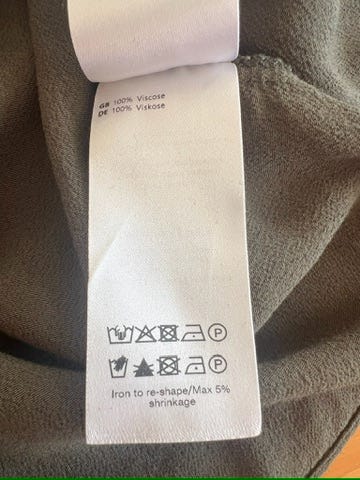 GB 100% Viscose
DE 100% Viskose
P
P
Iron to re-shape/Max 5%
shrinkage